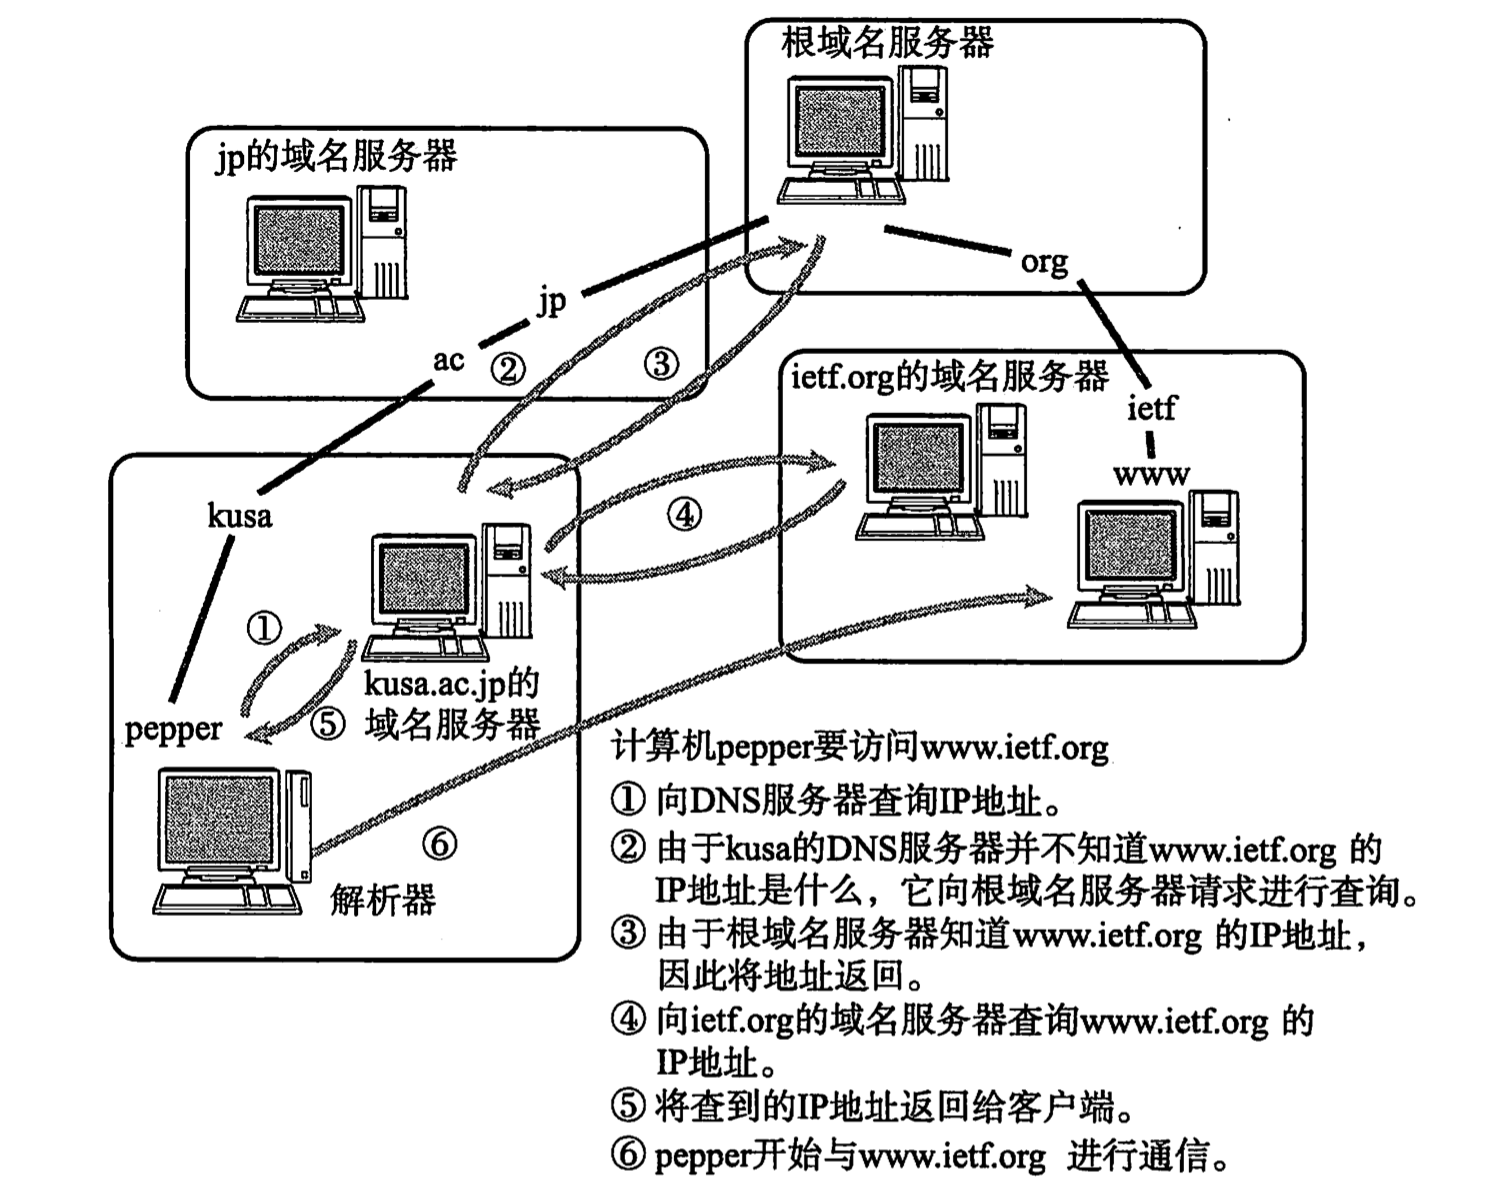 根域名服务器
jp的域名服务器
org
jp
ac
②
③
ietf.org的域名服务器
ietf
www
kusa
④
①
kusa.ac.jp的
域名服务器
⑤
pepper
⑥
解析器
计算机pepper要访问www.ietf.org
① 向DNS服务器查询IP地址。
② 由于kusa的DNS服务器并不知道www.ietf.org 的
IP地址是什么，它向根域名服务器请求进行查询。
③ 由于根域名服务器知道www.ietf.org 的IP地址，
因此将地址返回。
④ 向ietf.org的域名服务器查询www.ietf.org 的
IP地址。
⑤ 将查到的IP地址返回给客户端。
⑥ pepper开始与www.ietf.org 进行通信。